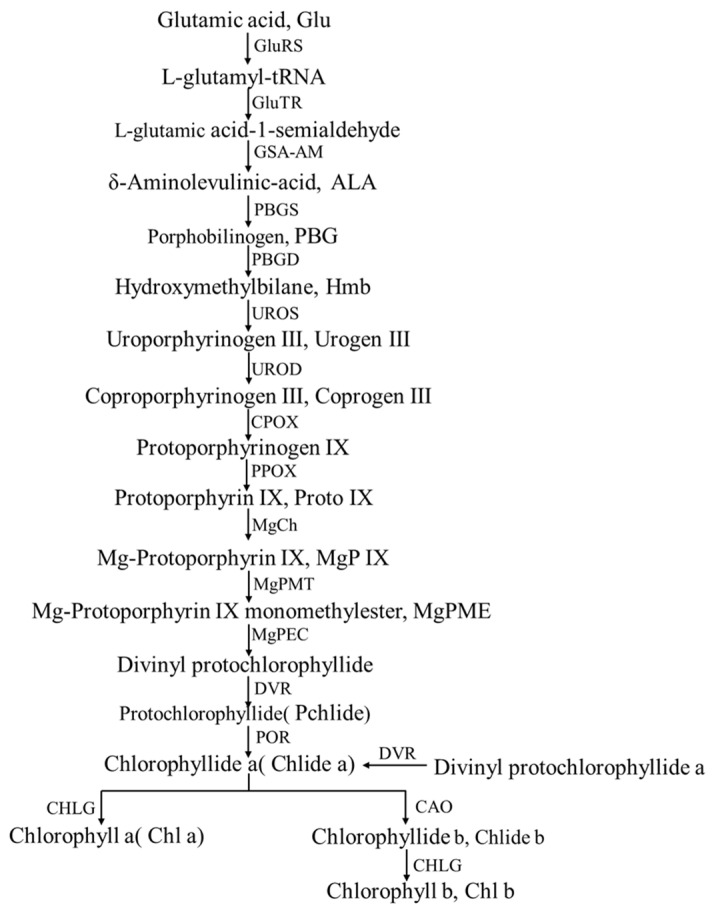 Glutamic acid, Glu
GluRS
L-glutamyl-tRNA
GluTR
L-glutamic acid-1-semialdehyde
GSA-AM
δ-Aminolevulinic-acid, ALA
PBGS
Porphobilinogen, PBG
PBGD
Hydroxymethylbilane, Hmb
UROS
Uroporphyrinogen III, Urogen III
UROD
Coproporphyrinogen III, Coprogen III
CPOX
Protoporphyrinogen IX
PPOX
Protoporphyrin IX, Proto IX
MgCh
Mg-Protoporphyrin IX, MgP IX
MgPMT
Mg-Protoporphyrin IX monomethylester, MgPME
MgPEC
Divinyl protochlorophyllide
DVR
Protochlorophyllide( Pchlide)
POR
Chlorophyllide a( Chlide a)
DVR
Divinyl protochlorophyllide a
CHLG
CAO
Chlorophyll a( Chl a)
Chlorophyllide b, Chlide b
CHLG
Chlorophyll b, Chl b